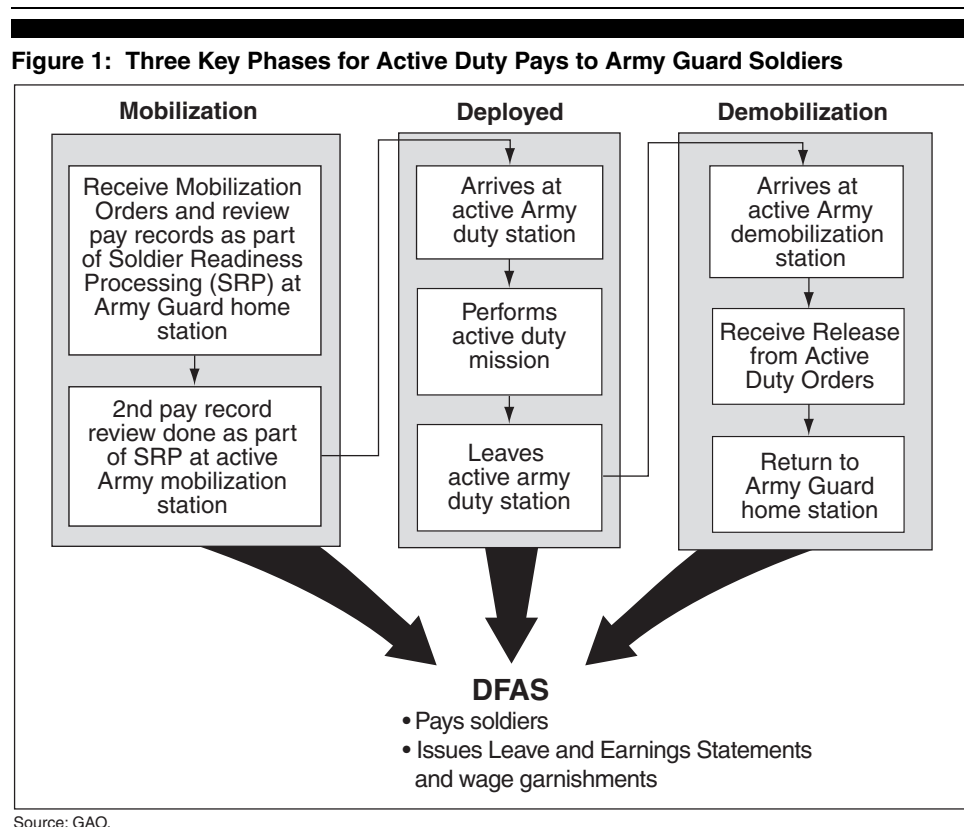 Figure 1: Three Key Phases for Active Duty Pays to Army Guard Soldiers
Mobilization
Receive Mobilization
Orders and review
pay records as part
of Soldier Readiness
Processing (SRP) at
Army Guard home
station
2nd pay record
review done as part
of SRP at active
Army mobilization
station
Deployed
Arrives at
active Army
duty station
Performs
active duty
mission
Leaves
active army
duty station
Demobilization
Arrives at
active Army
demobilization
station
Receive Release
from Active
Duty Orders
Return to
Army Guard
home station
DFAS
• Pays soldiers
• Issues Leave and Earnings Statements
and wage garnishments
Source: GAO.